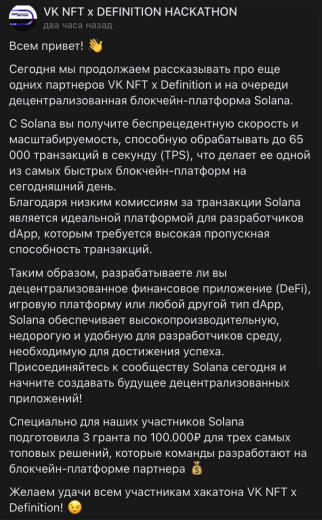 VK NFT x DEFINITION HACKATHON
два часа назад
Всем привет! 👋
Сегодня мы продолжаем рассказывать про еще
одних партнеров VK NFT x Definition и на очереди
децентрализованная блокчейн-платформа Solana.
С Solana вы получите беспрецедентную скорость и
масштабируемость, способную обрабатывать до 65
000 транзакций в секунду (TPS), что делает ее одной
из самых быстрых блокчейн-платформ на
сегодняшний день.
Благодаря низким комиссиям за транзакции Solana
является идеальной платформой для разработчиков
dApp, которым требуется высокая пропускная
способность транзакций.
Таким образом, разрабатываете ли вы
децентрализованное финансовое приложение (DeFi),
игровую платформу или любой другой тип dApp,
Solana обеспечивает высокопроизводительную,
недорогую и удобную для разработчиков среду,
необходимую для достижения успеха.
Присоединяйтесь к сообществу Solana сегодня и
начните создавать будущее децентрализованных
приложений!
Специально для наших участников Solana
подготовила 3 гранта по 100.000₽ для трех самых
топовых решений, которые команды разработают на
блокчейн-платформе партнера 💰
Желаем удачи всем участникам хакатона VK NFT x
Definition! 😉